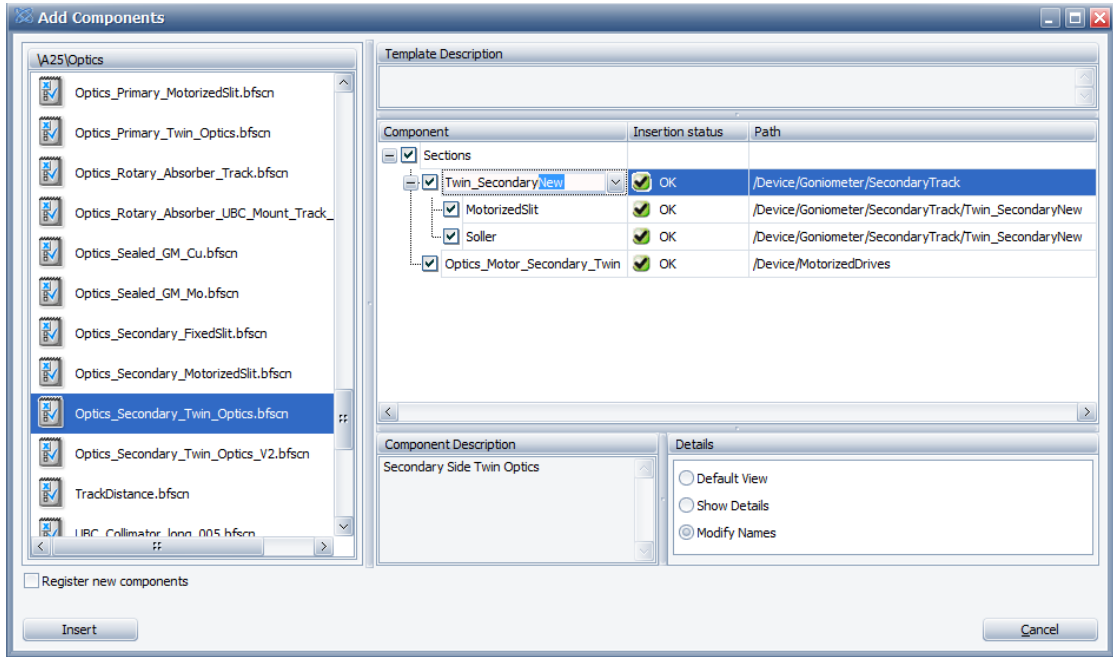 Add Components
\A25\Optics
Optics_Primary_MotorizedSlit.bfscn
Optics_Primary_Twin_Optics.bfscn
Optics_Rotary_Absorber_Track.bfscn
Optics_Rotary_Absorber_UBC_Mount_Track_
Optics_Sealed_GM_Cu.bfscn
Optics_Sealed_GM_Mo.bfscn
Optics_Secondary_FixedSlit.bfscn
Optics_Secondary_MotorizedSlit.bfscn
Optics_Secondary_Twin_Optics.bfscn
Optics_Secondary_Twin_Optics_V2.bfscn
TrackDistance.bfscn
UBC_Collimator_long_005.bfscn
Template Description
Component Insertion status Path
Sections
Twin_SecondaryNew OK /Device/Goniometer/SecondaryTrack
MotorizedSlit OK /Device/Goniometer/SecondaryTrack/Twin_SecondaryNew
Soller OK /Device/Goniometer/SecondaryTrack/Twin_SecondaryNew
Optics_Motor_Secondary_Twin OK /Device/MotorizedDrives
Component Description
Secondary Side Twin Optics
Details
Default View
Show Details
Modify Names
Register new components
Insert
Cancel